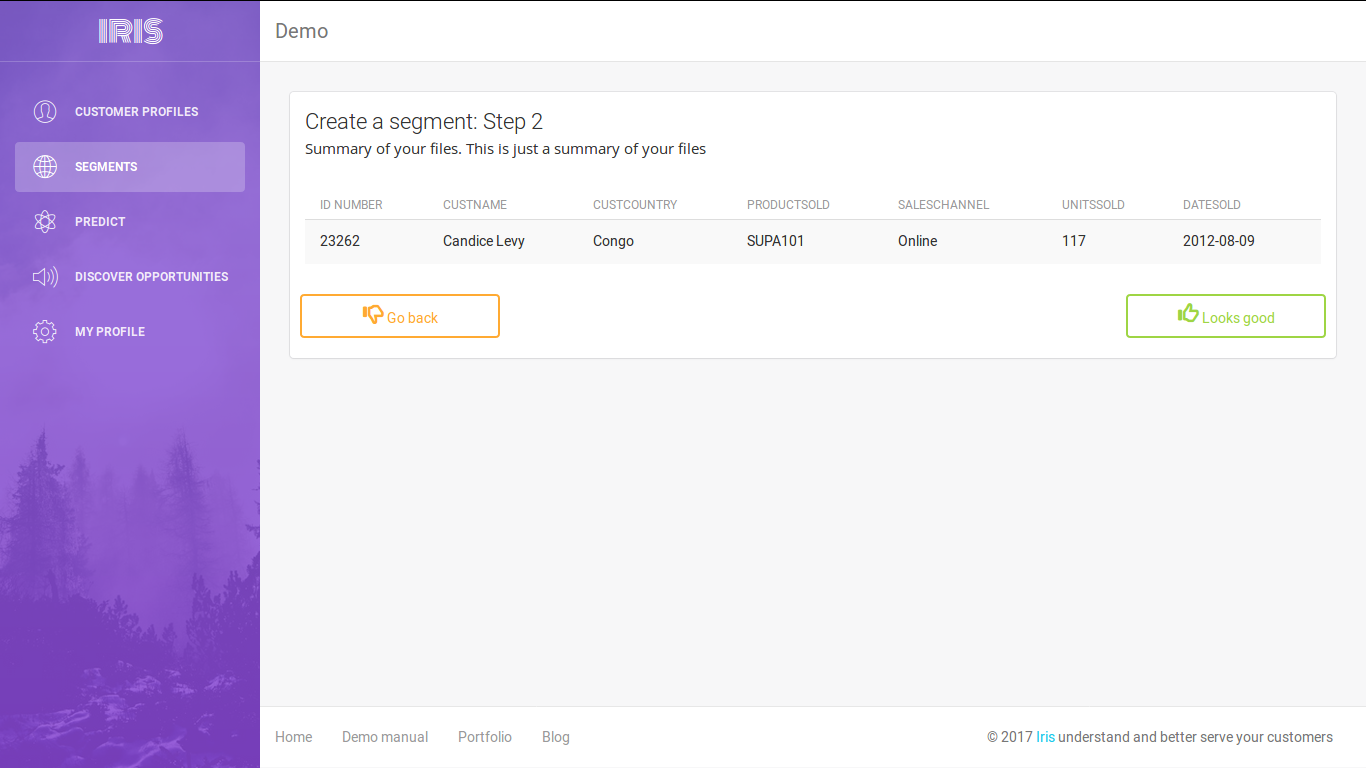 IRIS
Demo
CUSTOMER PROFILES
SEGMENTS
PREDICT
DISCOVER OPPORTUNITIES
MY PROFILE
Create a segment: Step 2
Summary of your files. This is just a summary of your files
ID NUMBER CUSTNAME CUSTCOUNTRY PRODUCTSOLD SALESCHANNEL UNITSSOLD DATESOLD
23262 Candice Levy Congo SUPA101 Online 117 2012-08-09
Go back Looks good
Home Demo manual Portfolio Blog © 2017 Iris understand and better serve your customers